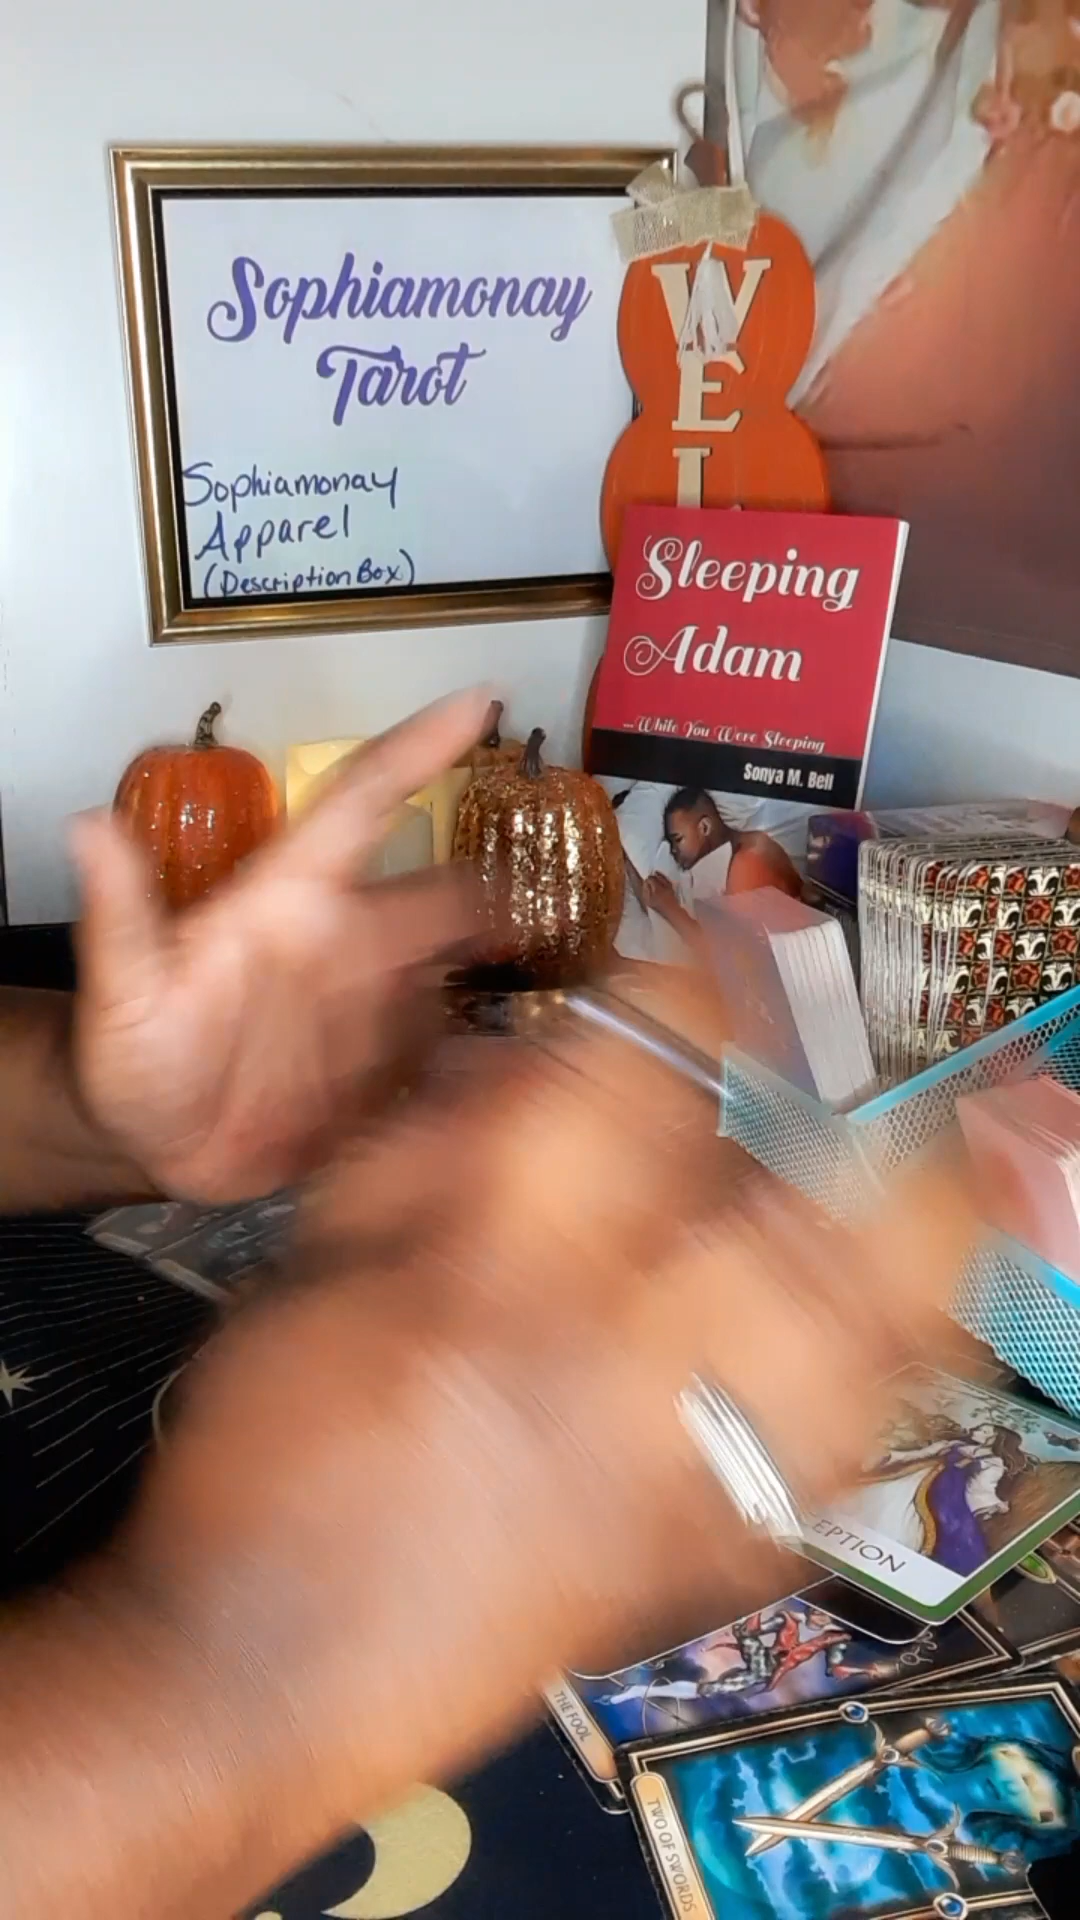 Sophiamonay
Tarot
Sophiamonay
Apparel
(Description Box)
WEL
Sleeping
Adam
...While You Were Sleeping
Sonya M. Bell
EPTION
THE FOOL
TWO OF SWORDS